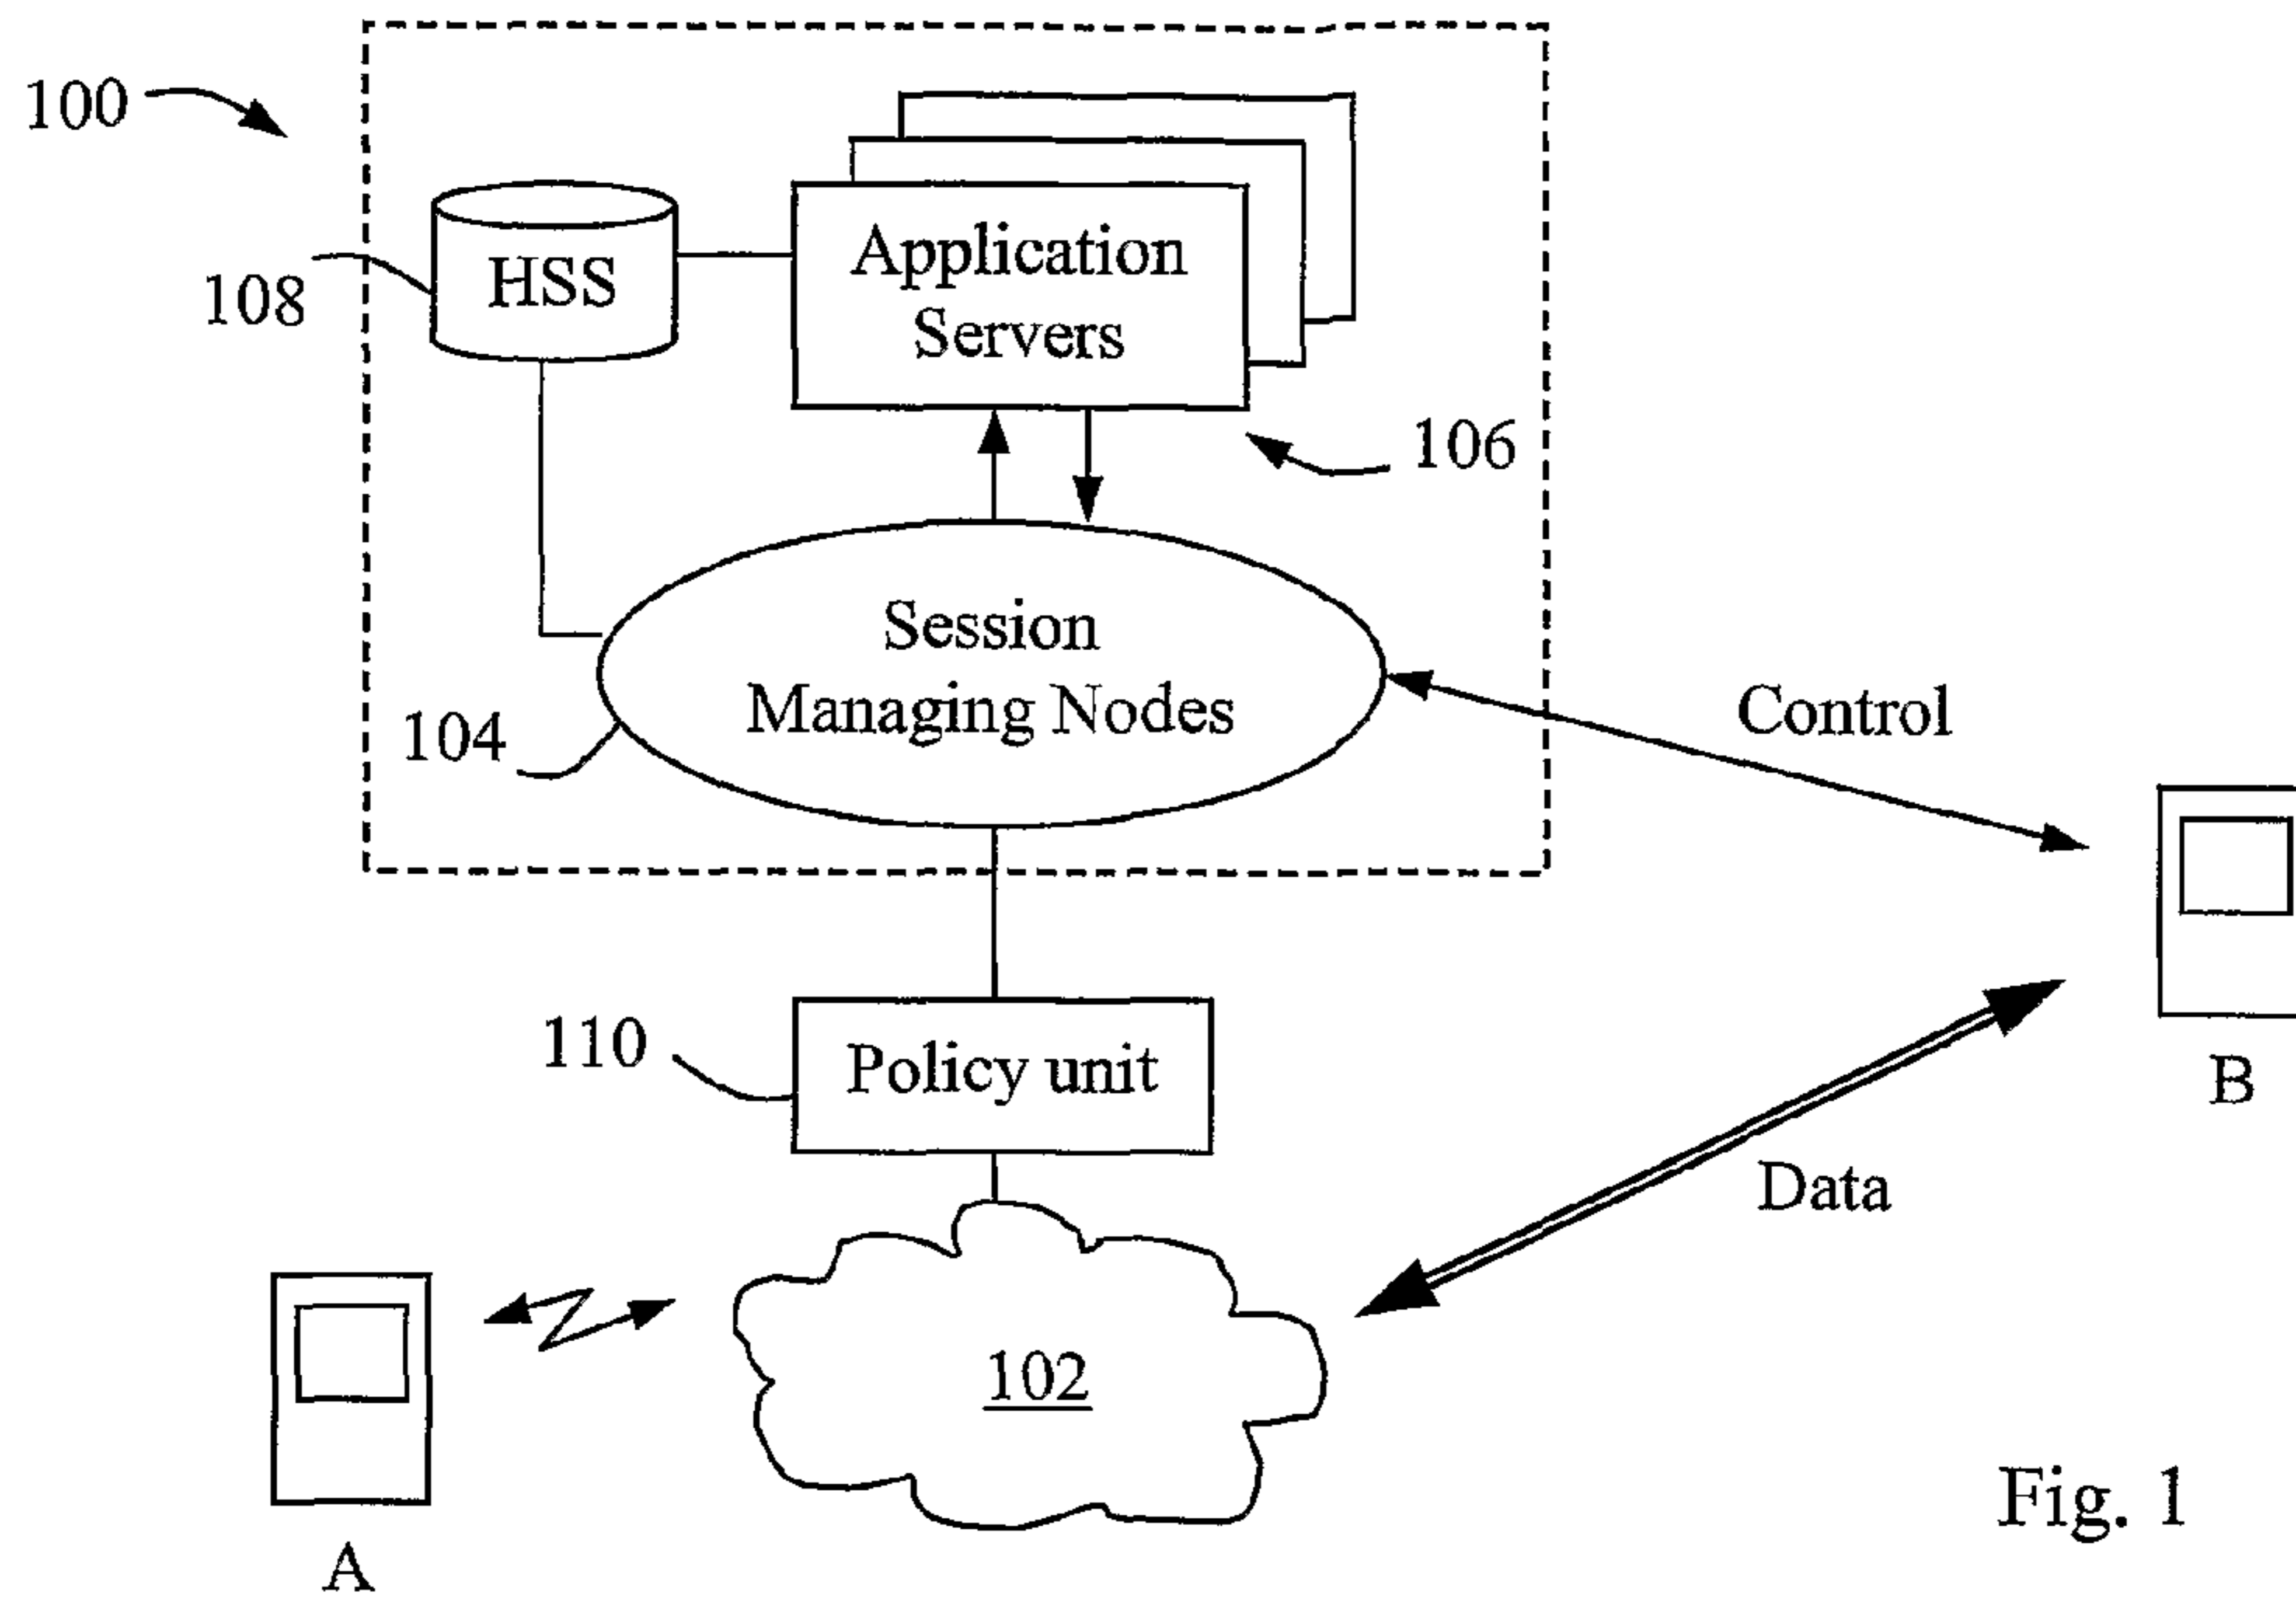 100
108
HSS
Application
Servers
106
Session
Managing Nodes
104
Control
110
Policy unit
B
Data
102
A
Fig. 1